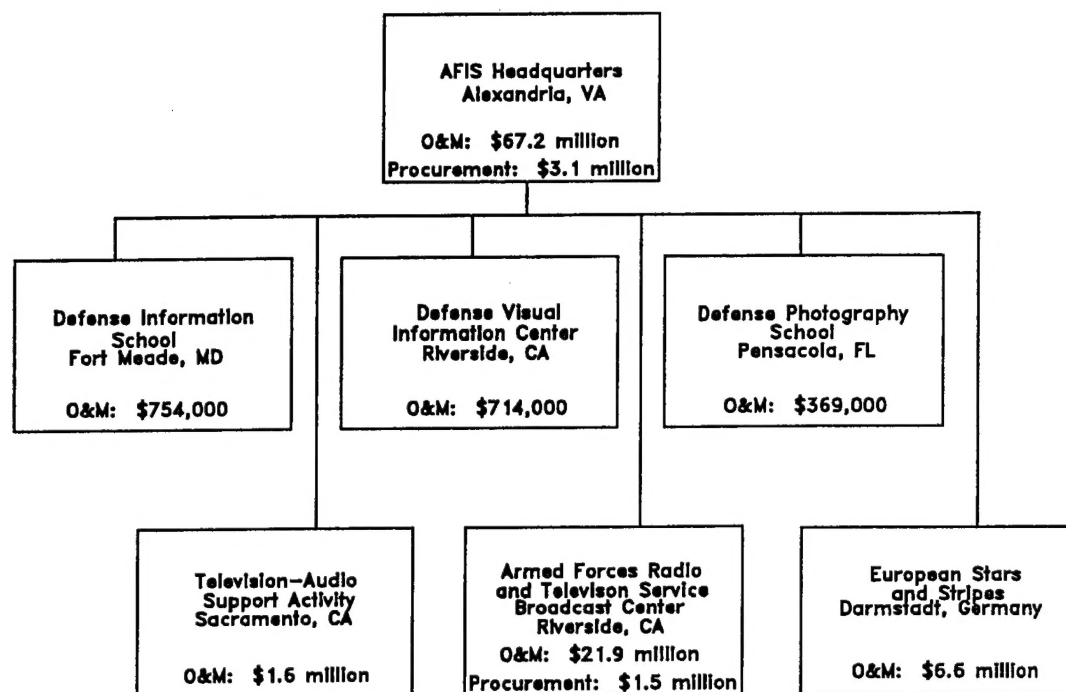 AFIS Headquarters
Alexandria, VA
O&M: $67.2 million
Procurement: $3.1 million
Defense Information
School
Fort Meade, MD
O&M: $754,000
Defense Visual
Information Center
Riverside, CA
O&M: $714,000
Defense Photography
School
Pensacola, FL
O&M: $369,000
Television-Audio
Support Activity
Sacramento, CA
O&M: $1.6 million
Armed Forces Radio
and Televison Service
Broadcast Center
Riverside, CA
O&M: $21.9 million
Procurement: $1.5 million
European Stars
and Stripes
Darmstadt, Germany
O&M: $6.6 million